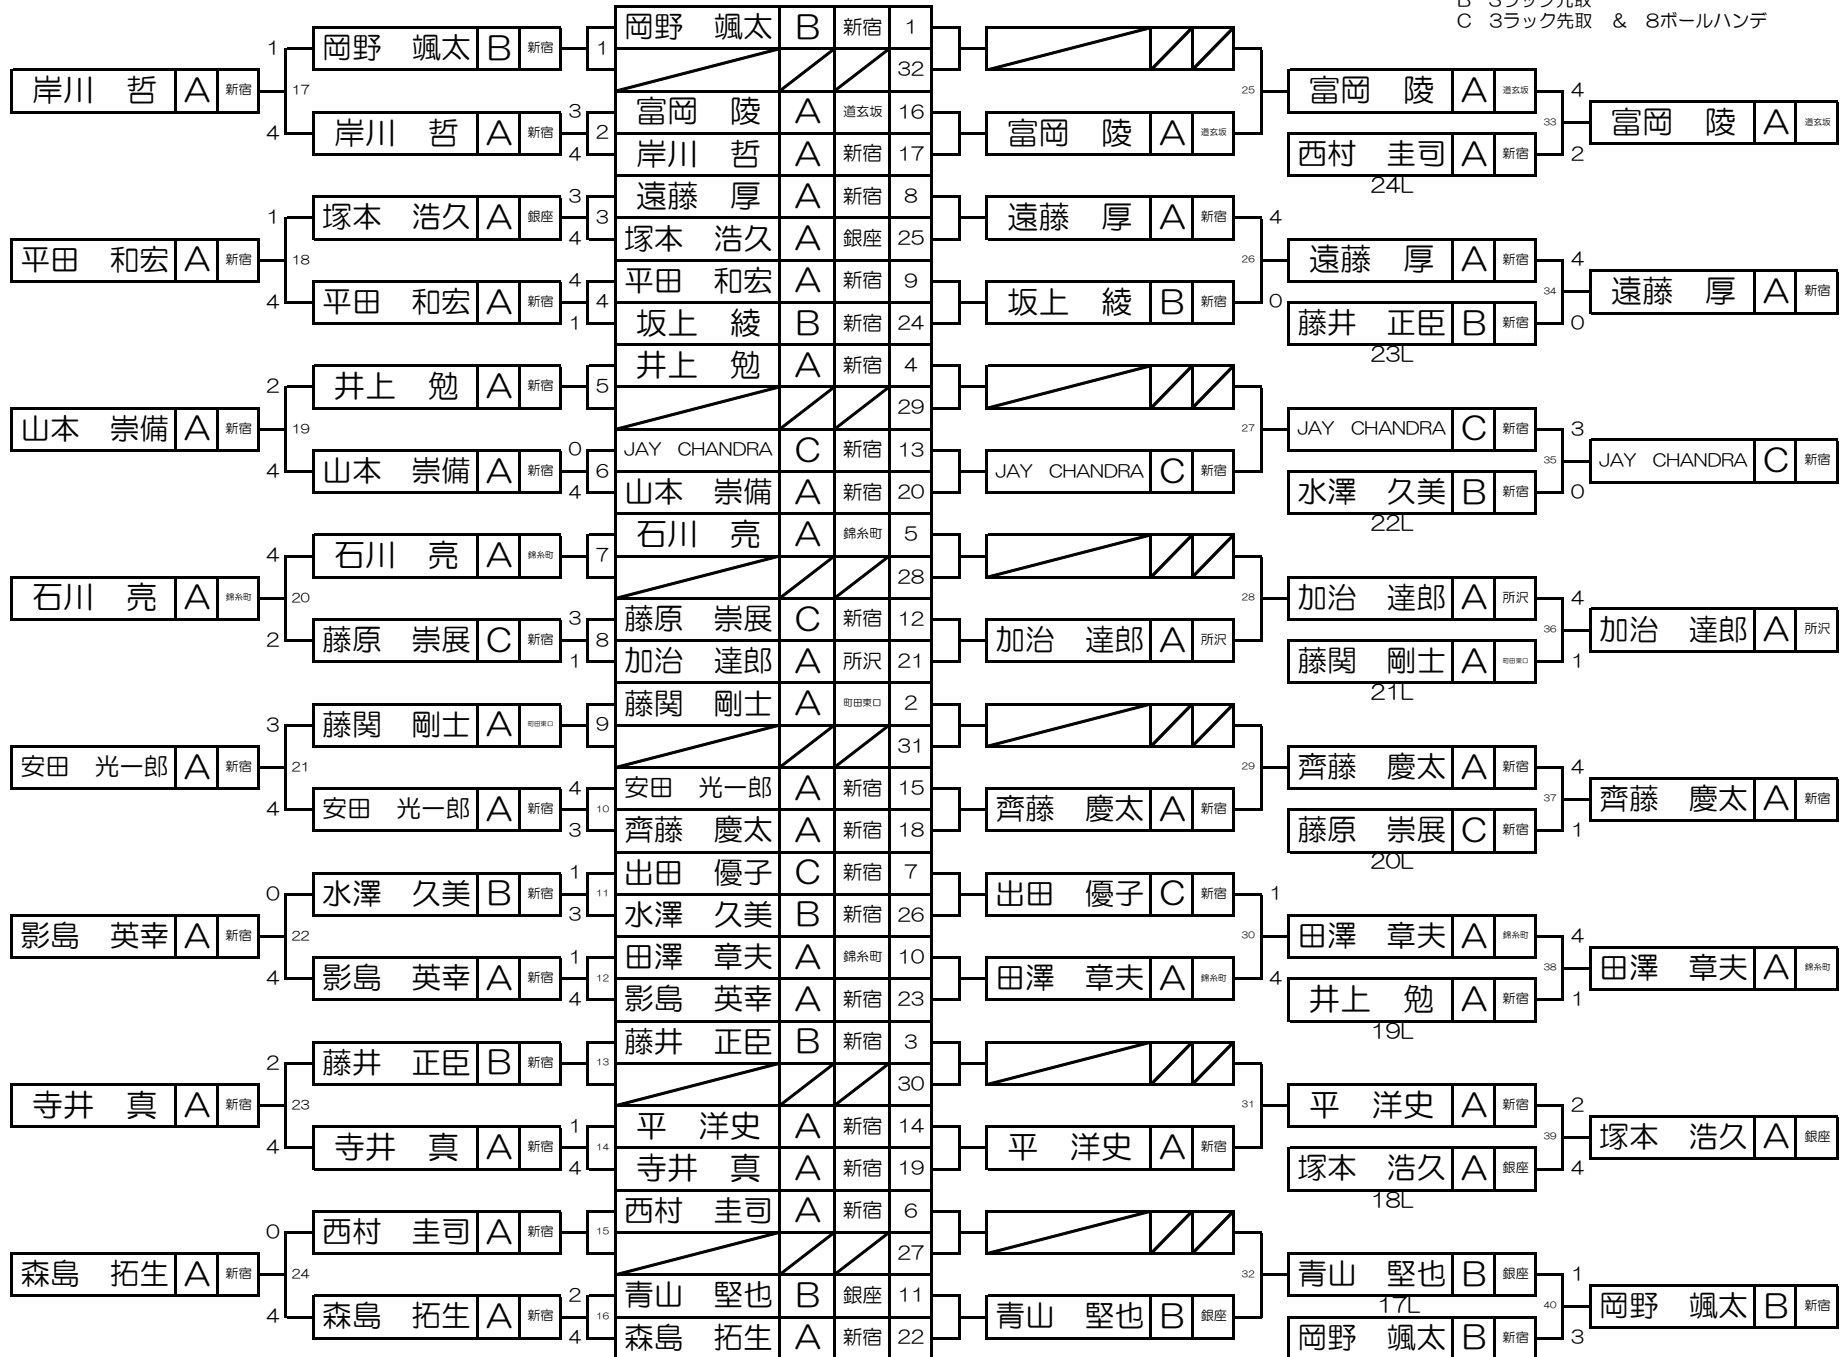 C 3ラック先取 & 8ボールハンデ
岸川 哲 A 新宿
平田 和宏 A 新宿
山本 崇備 A 新宿
石川 亮 A 錦糸町
安田 光一郎 A 新宿
影島 英幸 A 新宿
寺井 真 A 新宿
森島 拓生 A 新宿
1 17 4
1 18 4
2 19 4
4 20 2
3 21 4
0 22 4
2 23 4
0 24 4
岡野 颯太 B 新宿 1
岸川 哲 A 新宿 3 2 4
塚本 浩久 A 銀座 3 3 4
平田 和宏 A 新宿 4 4 1
井上 勉 A 新宿 5
山本 崇備 A 新宿 0 6 4
石川 亮 A 錦糸町 7
藤原 崇展 C 新宿 3 8 1
藤関 剛士 A 町田東口 9
安田 光一郎 A 新宿 4 10 3
水澤 久美 B 新宿 1 11 3
影島 英幸 A 新宿 1 12 4
藤井 正臣 B 新宿 13
寺井 真 A 新宿 1 14 4
西村 圭司 A 新宿 15
森島 拓生 A 新宿 2 16 4
岡野 颯太 B 新宿 1
32
富岡 陵 A 道玄坂 16
岸川 哲 A 新宿 17
遠藤 厚 A 新宿 8
塚本 浩久 A 銀座 25
平田 和宏 A 新宿 9
坂上 綾 B 新宿 24
井上 勉 A 新宿 4
29
JAY CHANDRA C 新宿 13
山本 崇備 A 新宿 20
石川 亮 A 錦糸町 5
28
藤原 崇展 C 新宿 12
加治 達郎 A 所沢 21
藤関 剛士 A 町田東口 2
31
安田 光一郎 A 新宿 15
齊藤 慶太 A 新宿 18
出田 優子 C 新宿 7
水澤 久美 B 新宿 26
田澤 章夫 A 錦糸町 10
影島 英幸 A 新宿 23
藤井 正臣 B 新宿 3
30
平 洋史 A 新宿 14
寺井 真 A 新宿 19
西村 圭司 A 新宿 6
27
青山 堅也 B 銀座 11
森島 拓生 A 新宿 22
富岡 陵 A 道玄坂
25
遠藤 厚 A 新宿 4
26
坂上 綾 B 新宿 0
27
JAY CHANDRA C 新宿
28
加治 達郎 A 所沢
29
齊藤 慶太 A 新宿
出田 優子 C 新宿 1
30
田澤 章夫 A 錦糸町 4
31
平 洋史 A 新宿
32
青山 堅也 B 銀座
富岡 陵 A 道玄坂 4
33
西村 圭司 A 新宿 2
24L
遠藤 厚 A 新宿 4
34
藤井 正臣 B 新宿 0
23L
JAY CHANDRA C 新宿 3
35
水澤 久美 B 新宿 0
22L
加治 達郎 A 所沢 4
36
藤関 剛士 A 町田東口 1
21L
齊藤 慶太 A 新宿 4
37
藤原 崇展 C 新宿 1
20L
田澤 章夫 A 錦糸町 4
38
井上 勉 A 新宿 1
19L
平 洋史 A 新宿 2
39
塚本 浩久 A 銀座 4
18L
青山 堅也 B 銀座 1
17L
40
岡野 颯太 B 新宿 3
富岡 陵 A 道玄坂
遠藤 厚 A 新宿
JAY CHANDRA C 新宿
加治 達郎 A 所沢
齊藤 慶太 A 新宿
田澤 章夫 A 錦糸町
塚本 浩久 A 銀座
岡野 颯太 B 新宿